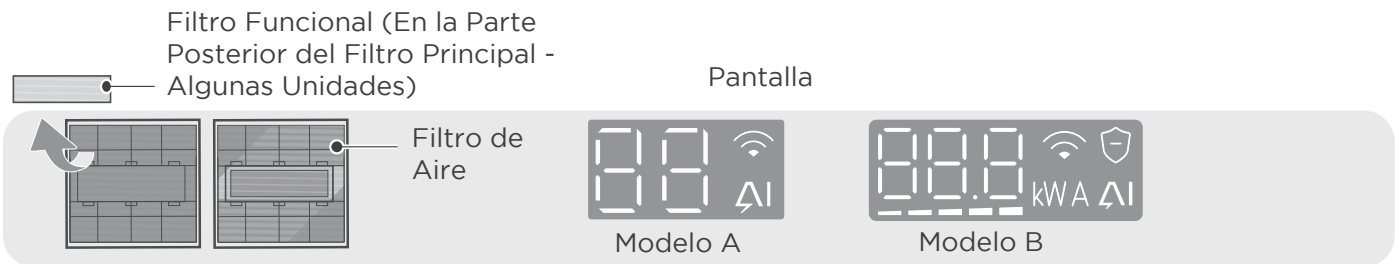 Filtro Funcional (En la Parte
Posterior del Filtro Principal -
Algunas Unidades)
Pantalla
Filtro de
Aire
88
AI
88.8
kW A AI
Modelo A
Modelo B